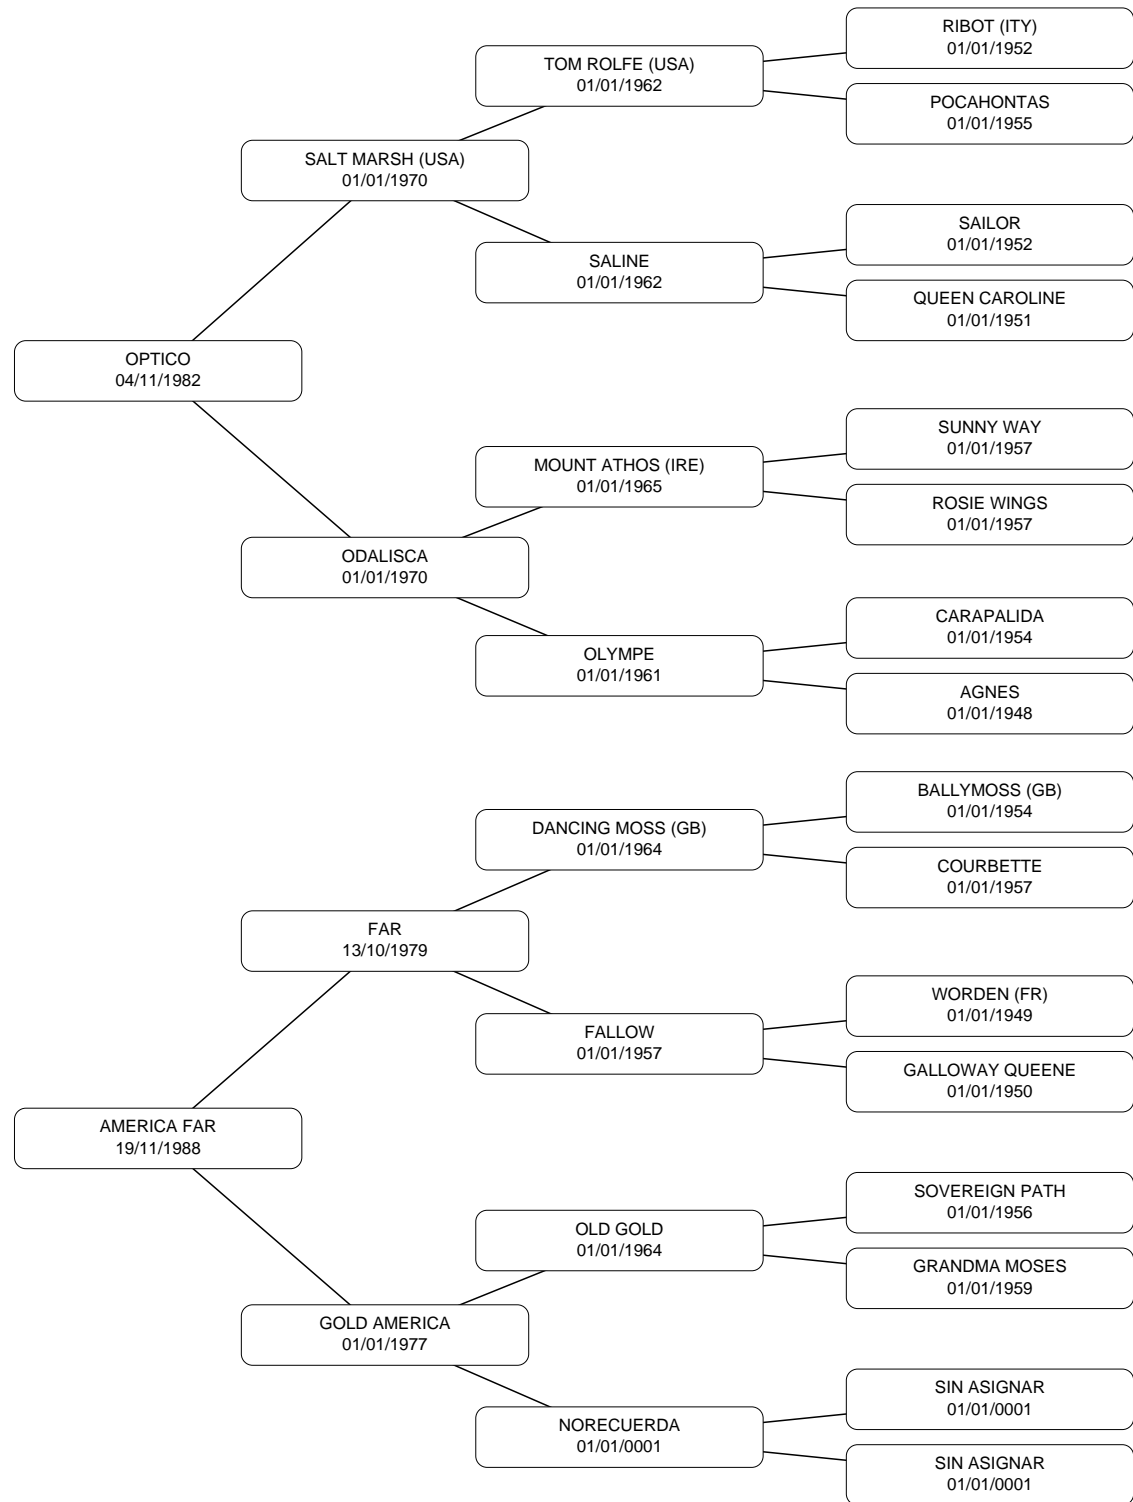 RIBOT (ITY)
01/01/1952
TOM ROLFE (USA)
01/01/1962
POCAHONTAS
01/01/1955
SALT MARSH (USA)
01/01/1970
SAILOR
01/01/1952
SALINE
01/01/1962
QUEEN CAROLINE
01/01/1951
OPTICO
04/11/1982
SUNNY WAY
01/01/1957
MOUNT ATHOS (IRE)
01/01/1965
ROSIE WINGS
01/01/1957
ODALISCA
01/01/1970
CARAPALIDA
01/01/1954
OLYMPE
01/01/1961
AGNES
01/01/1948
BALLYMOSS (GB)
01/01/1954
DANCING MOSS (GB)
01/01/1964
COURBETTE
01/01/1957
FAR
13/10/1979
WORDEN (FR)
01/01/1949
FALLOW
01/01/1957
GALLOWAY QUEENE
01/01/1950
AMERICA FAR
19/11/1988
SOVEREIGN PATH
01/01/1956
OLD GOLD
01/01/1964
GRANDMA MOSES
01/01/1959
GOLD AMERICA
01/01/1977
SIN ASIGNAR
01/01/0001
NORECUERDA
01/01/0001
SIN ASIGNAR
01/01/0001